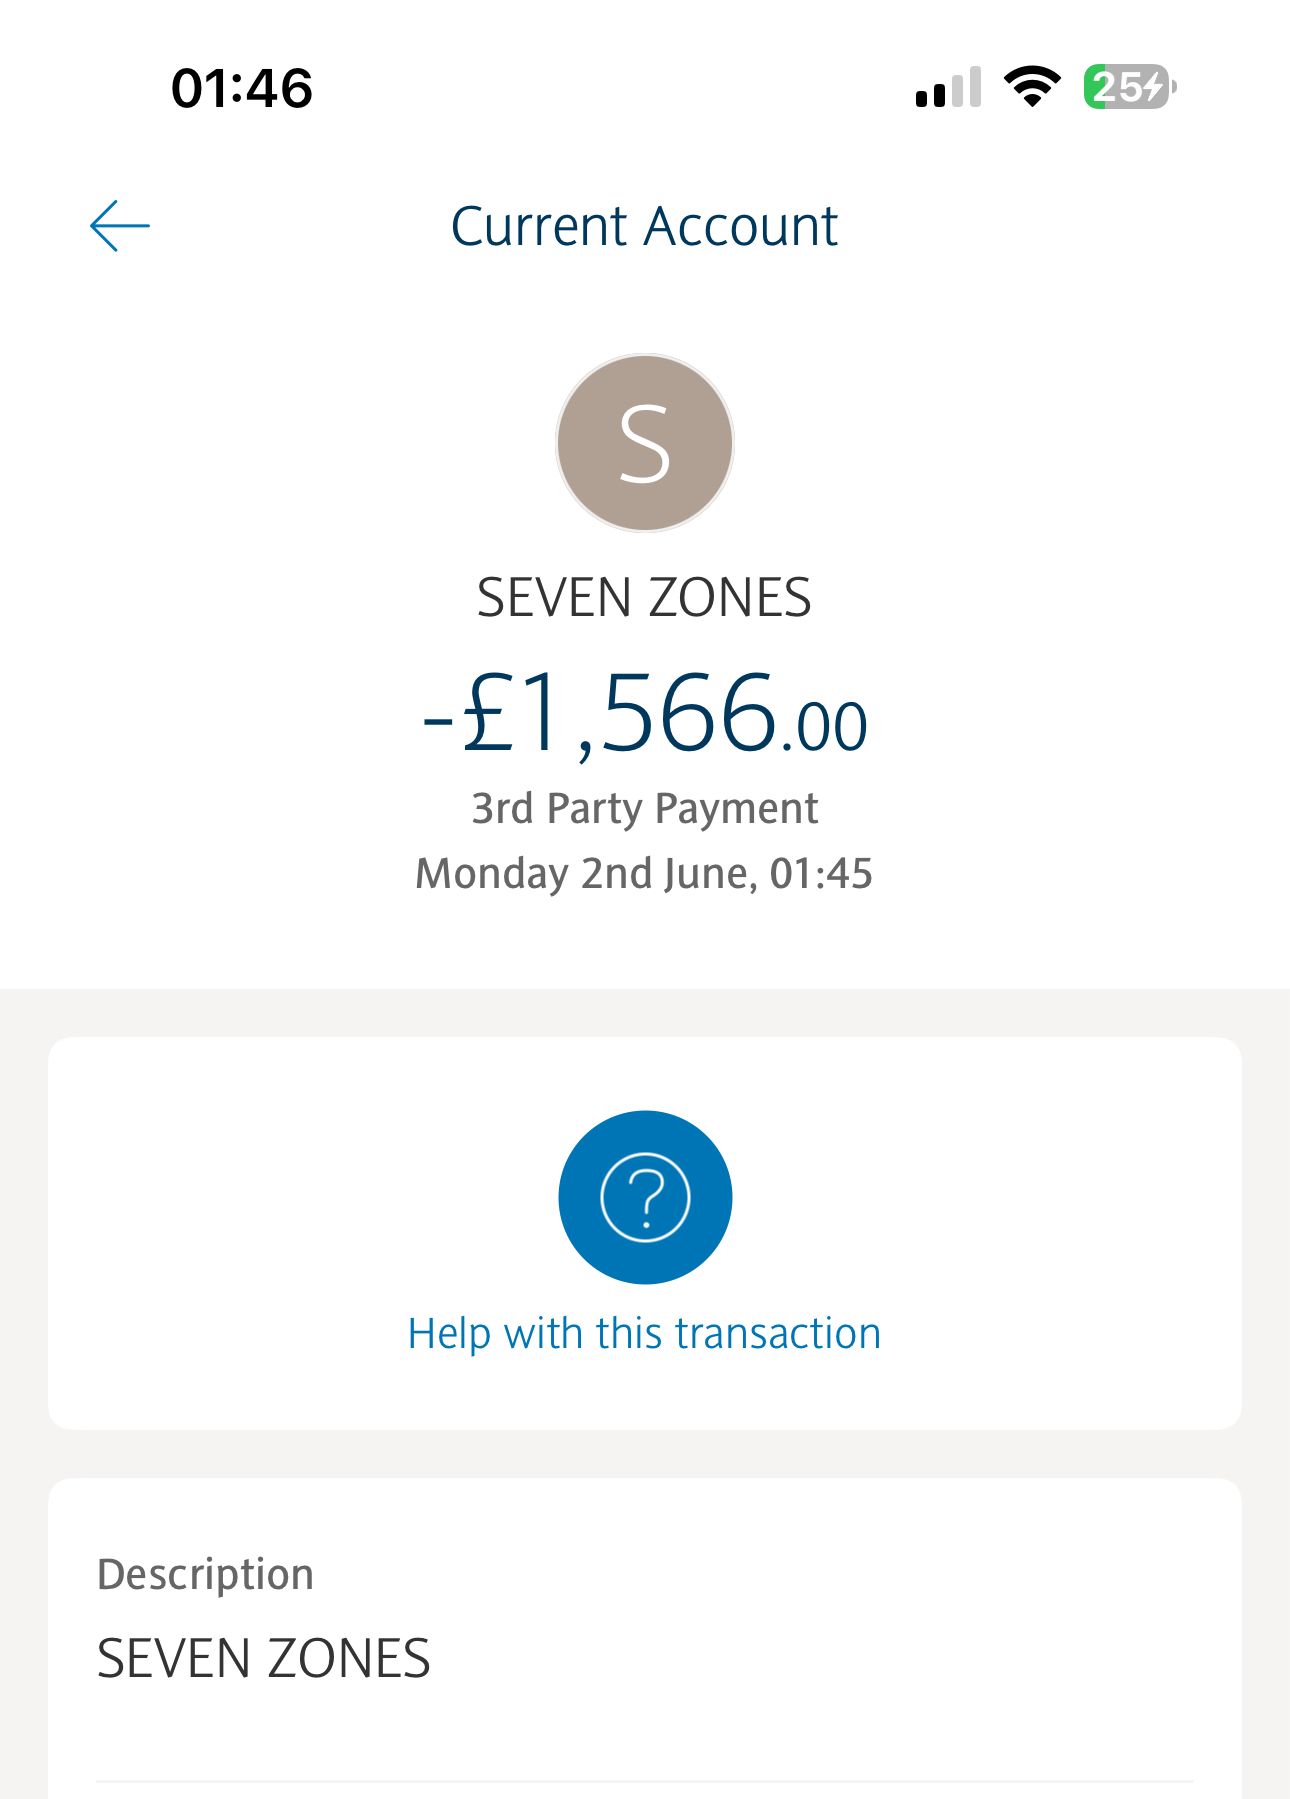 01:46
25
Current Account
S
SEVEN ZONES
-£1,566.00
3rd Party Payment
Monday 2nd June, 01:45
?
Help with this transaction
Description
SEVEN ZONES